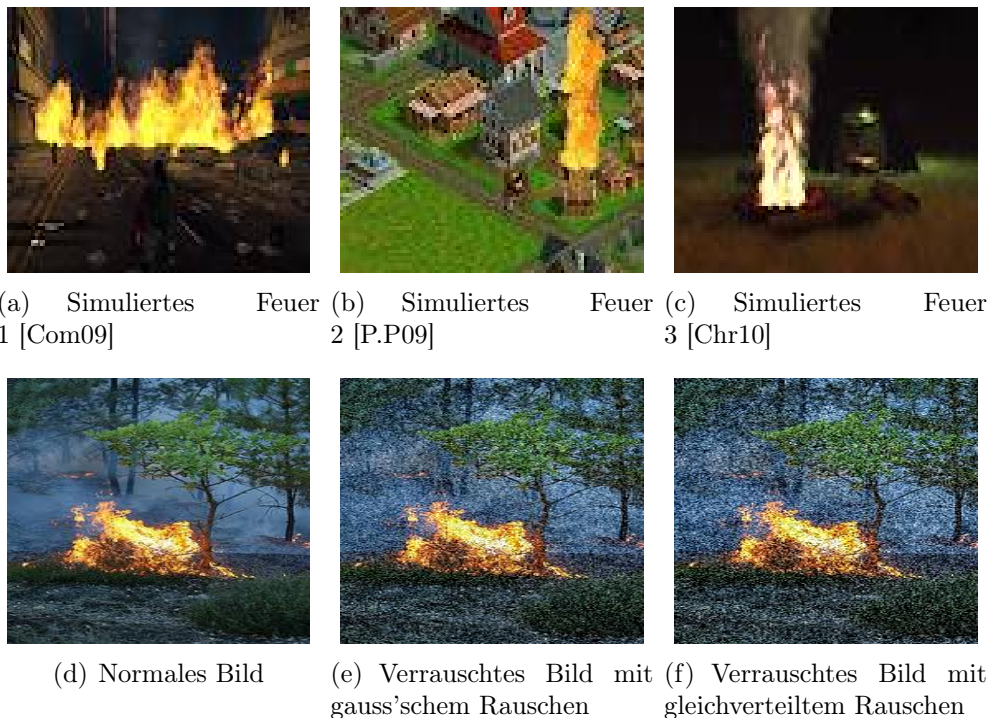 (a) Simuliertes Feuer
1 [Com09]
(b) Simuliertes Feuer
2 [P.P09]
(c) Simuliertes Feuer
3 [Chr10]
(d) Normales Bild
(e) Verrauschtes Bild mit
gauss'schem Rauschen
(f) Verrauschtes Bild mit
gleichverteiltem Rauschen